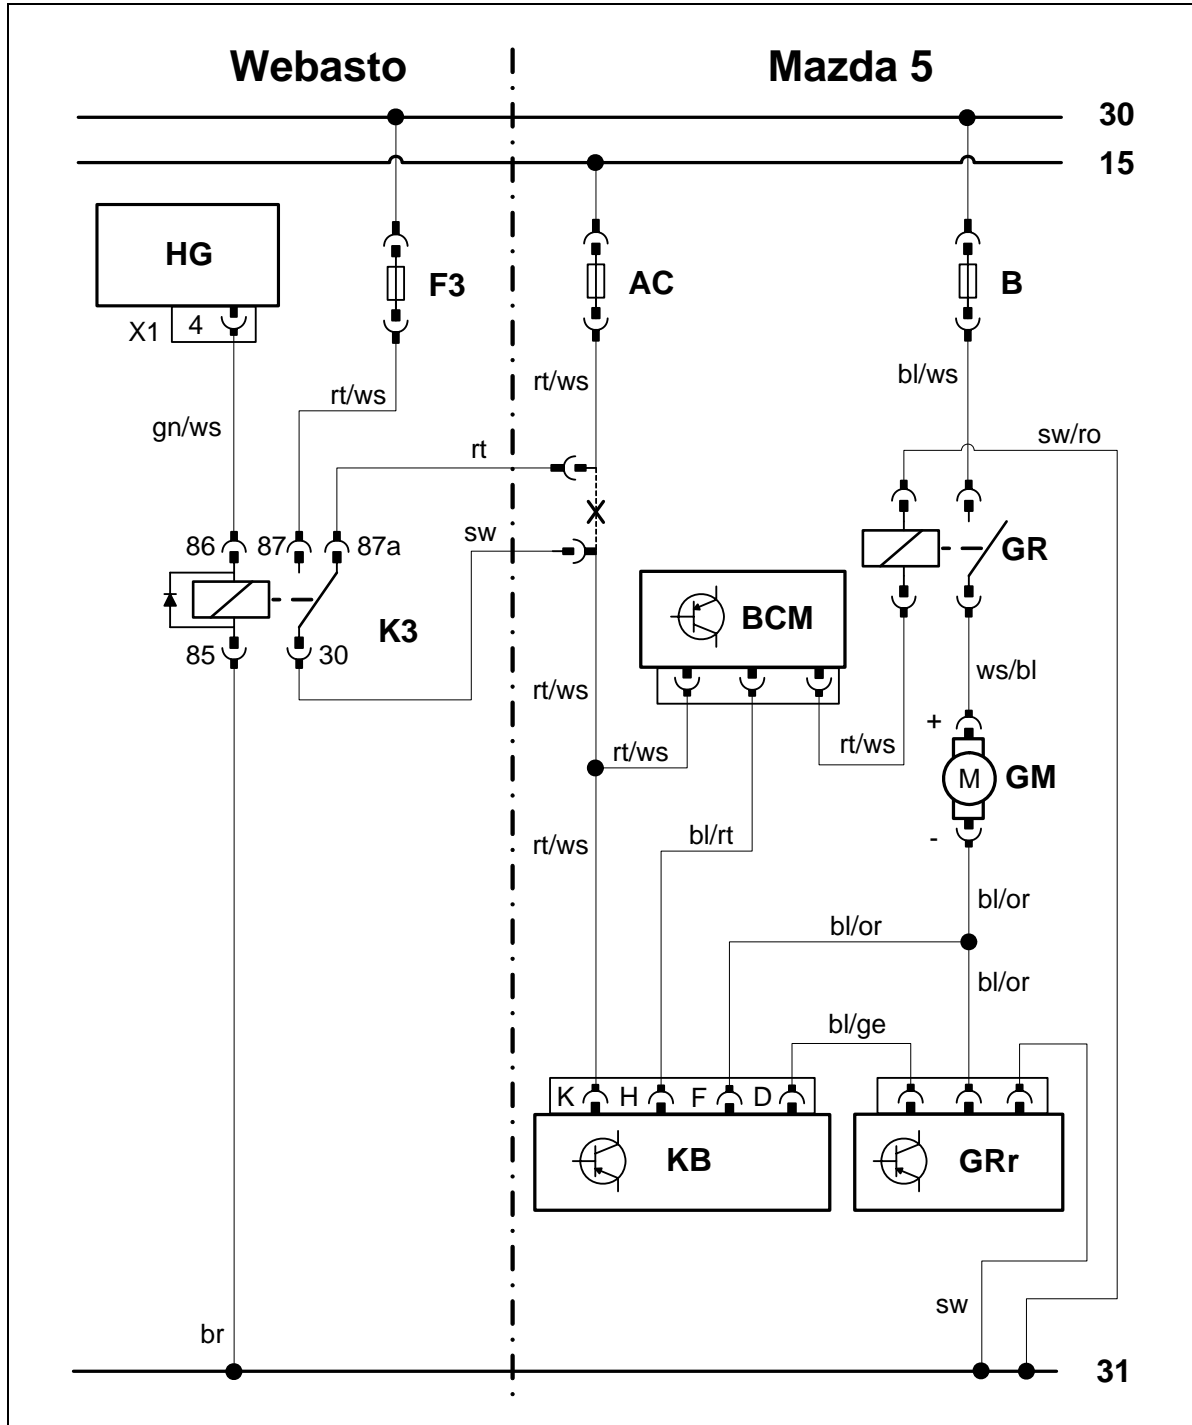 Webasto Mazda 5
30
15
HG
F3 AC B
X1 4
rt/ws rt/ws bl/ws
gn/ws
rt
sw/ro
86 87 87a
sw
GR
BCM
K3
85 30
rt/ws
ws/bl
rt/ws rt/ws
+
M GM
rt/ws bl/rt
-
bl/or
bl/or
bl/or
bl/ge
K H F D
KB GRr
sw
br
31